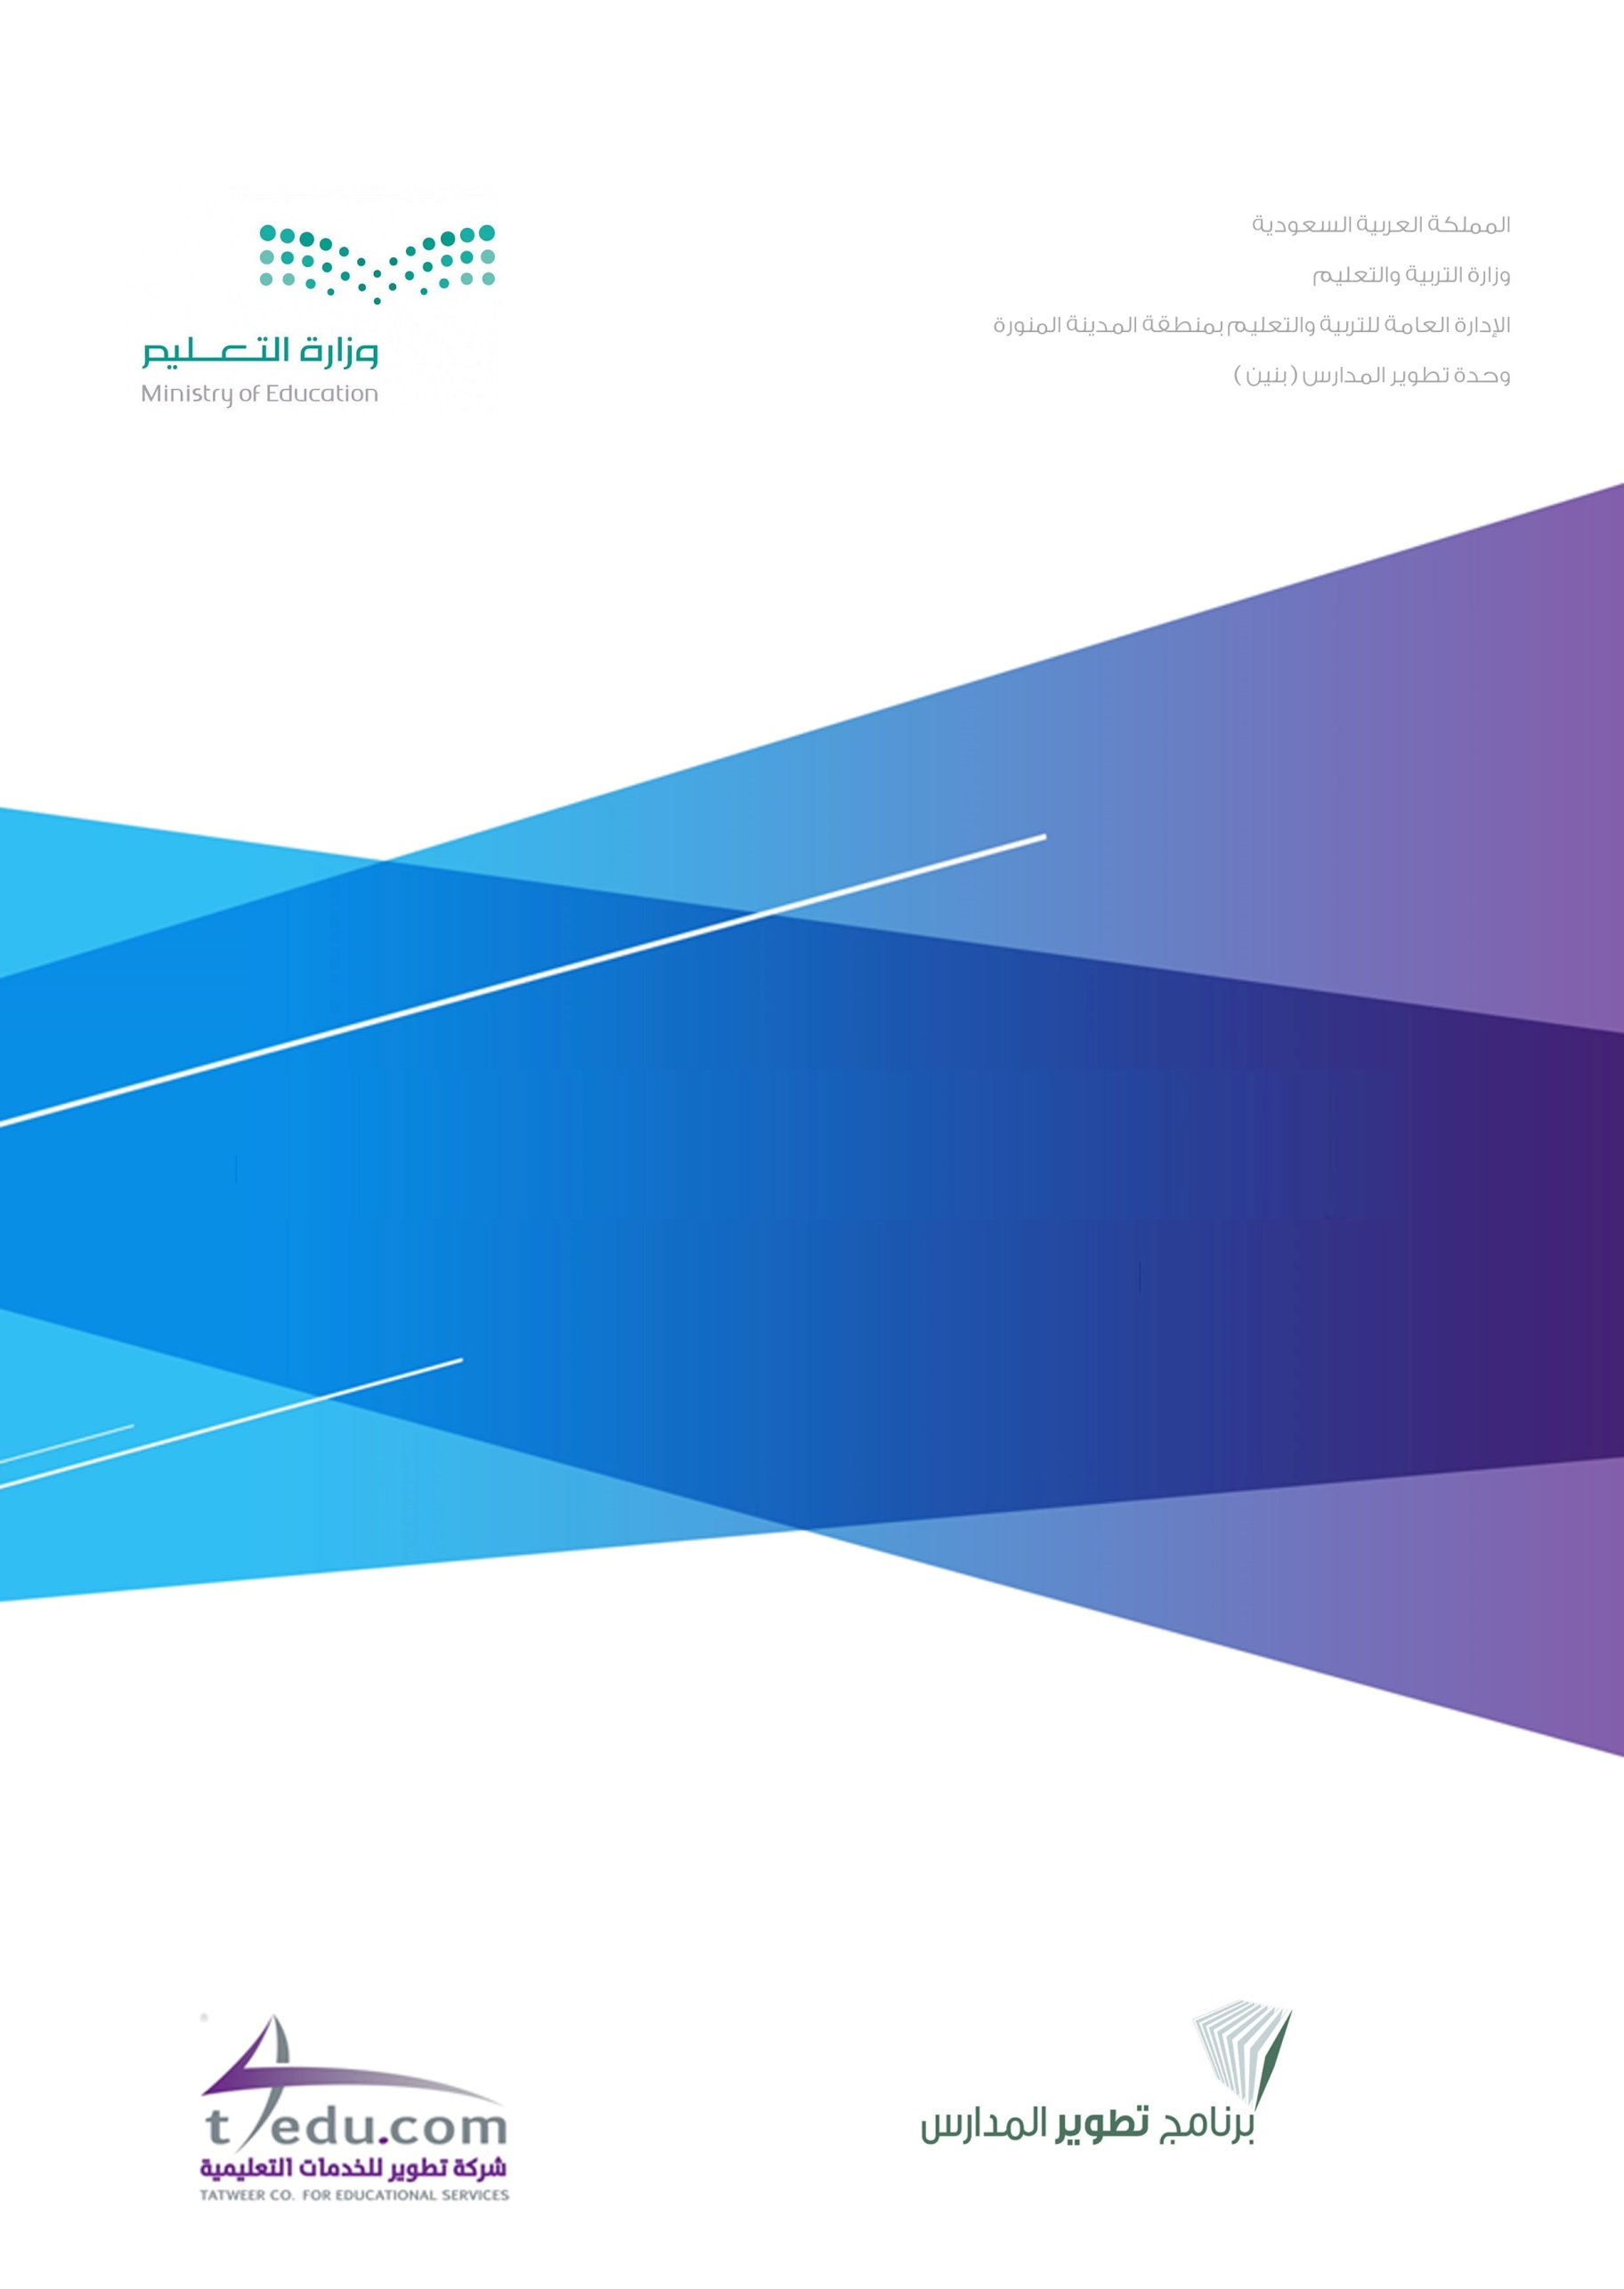 المملكة العربية السعودية
وزارة التربية والتعليم
الإدارة العامة للتربية والتعليم بمنطقة المدينة المنورة
وحدة تطوير المدارس (بنين)
وزارة التعليم
Ministry of Education
برنامج تطوير المدارس
t4edu.com
شركة تطوير للخدمات التعليمية
TATWEER CO. FOR EDUCATIONAL SERVICES